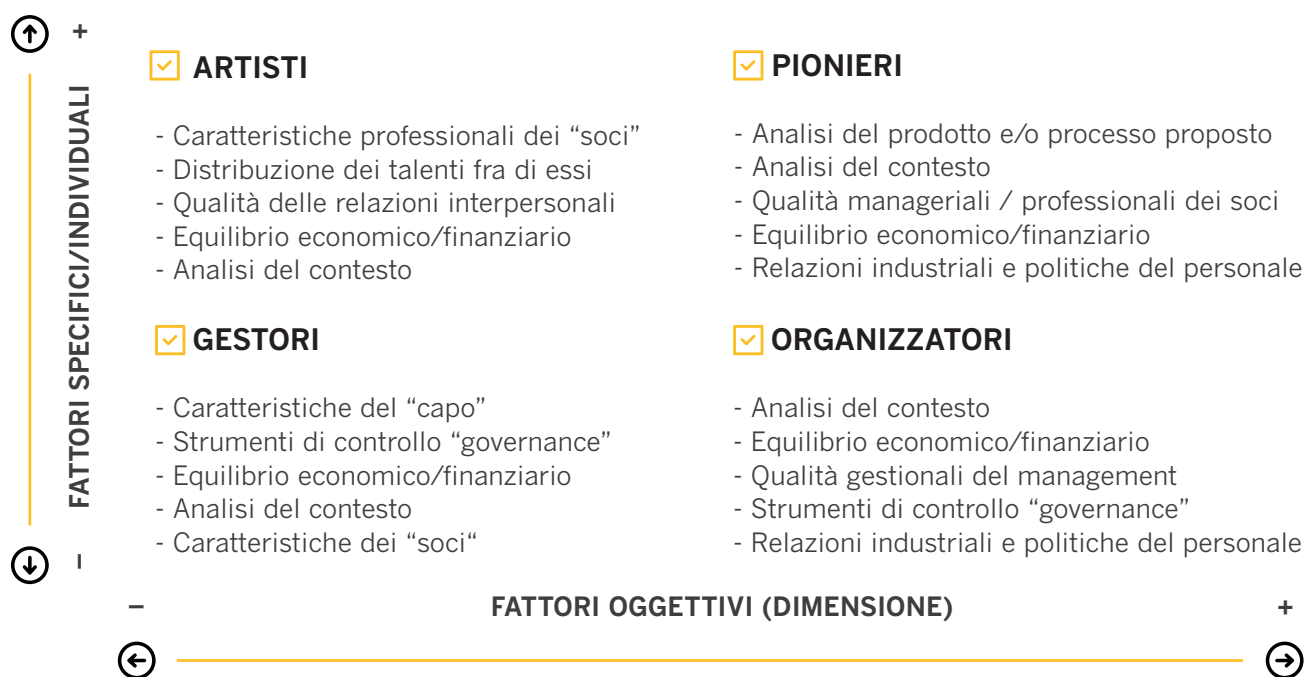 +
FATTORI SPECIFICI/INDIVIDUALI
–
ARTISTI
- Caratteristiche professionali dei “soci”
- Distribuzione dei talenti fra di essi
- Qualità delle relazioni interpersonali
- Equilibrio economico/finanziario
- Analisi del contesto
PIONIERI
- Analisi del prodotto e/o processo proposto
- Analisi del contesto
- Qualità manageriali / professionali dei soci
- Equilibrio economico/finanziario
- Relazioni industriali e politiche del personale
GESTORI
- Caratteristiche del “capo”
- Strumenti di controllo “governance”
- Equilibrio economico/finanziario
- Analisi del contesto
- Caratteristiche dei “soci“
ORGANIZZATORI
- Analisi del contesto
- Equilibrio economico/finanziario
- Qualità gestionali del management
- Strumenti di controllo “governance”
- Relazioni industriali e politiche del personale
– FATTORI OGGETTIVI (DIMENSIONE) +